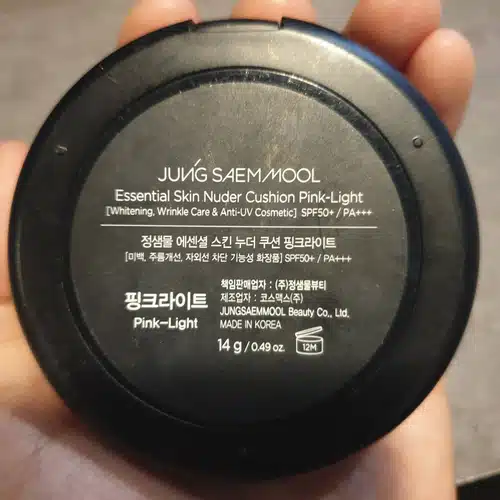 JUNG SAEMMOOL
Essential Skin Nuder Cushion Pink-Light
[Whitening, Wrinkle Care & Anti-UV Cosmetic] SPF50+ / PA+++
정샘물 에센셜 스킨 누더 쿠션 핑크라이트
[미백, 주름개선, 자외선 차단 기능성 화장품] SPF50+ / PA+++
핑크라이트
Pink-Light
책임판매업자 : (주)정샘물뷰티
제조업자 : 코스맥스(주)
JUNGSAEMMOOL Beauty Co., Ltd.
MADE IN KOREA
14 g / 0.49 oz.
12M